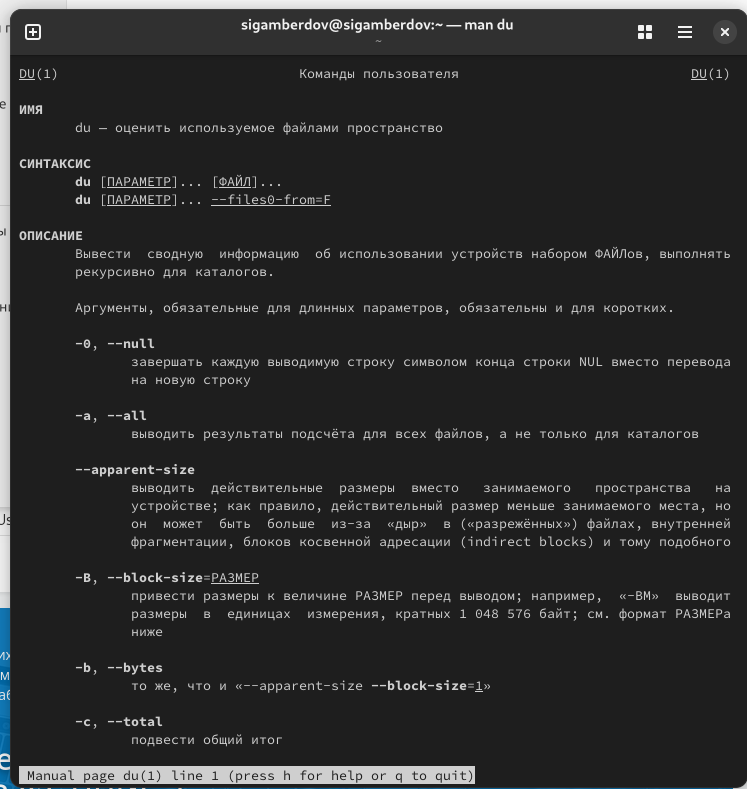 sigamberdov@sigamberdov:~ — man du
~
DU(1) Команды пользователя DU(1)
ИМЯ
du — оценить используемое файлами пространство
СИНТАКСИС
du [ПАРАМЕТР]... [ФАЙЛ]...
du [ПАРАМЕТР]... --files0-from=F
ОПИСАНИЕ
Вывести сводную информацию об использовании устройств набором ФАЙЛов, выполнять
рекурсивно для каталогов.
Аргументы, обязательные для длинных параметров, обязательны и для коротких.
-0, --null
завершать каждую выводимую строку символом конца строки NUL вместо перевода
на новую строку
-a, --all
выводить результаты подсчёта для всех файлов, а не только для каталогов
--apparent-size
выводить действительные размеры вместо занимаемого пространства на
устройстве; как правило, действительный размер меньше занимаемого места, но
он может быть больше из-за «дыр» в («разрежённых») файлах, внутренней
фрагментации, блоков косвенной адресации (indirect blocks) и тому подобного
-B, --block-size=РАЗМЕР
привести размеры к величине РАЗМЕР перед выводом; например, «-BM» выводит
размеры в единицах измерения, кратных 1 048 576 байт; см. формат РАЗМЕРа
ниже
-b, --bytes
то же, что и «--apparent-size --block-size=1»
-c, --total
подвести общий итог
Manual page du(1) line 1 (press h for help or q to quit)